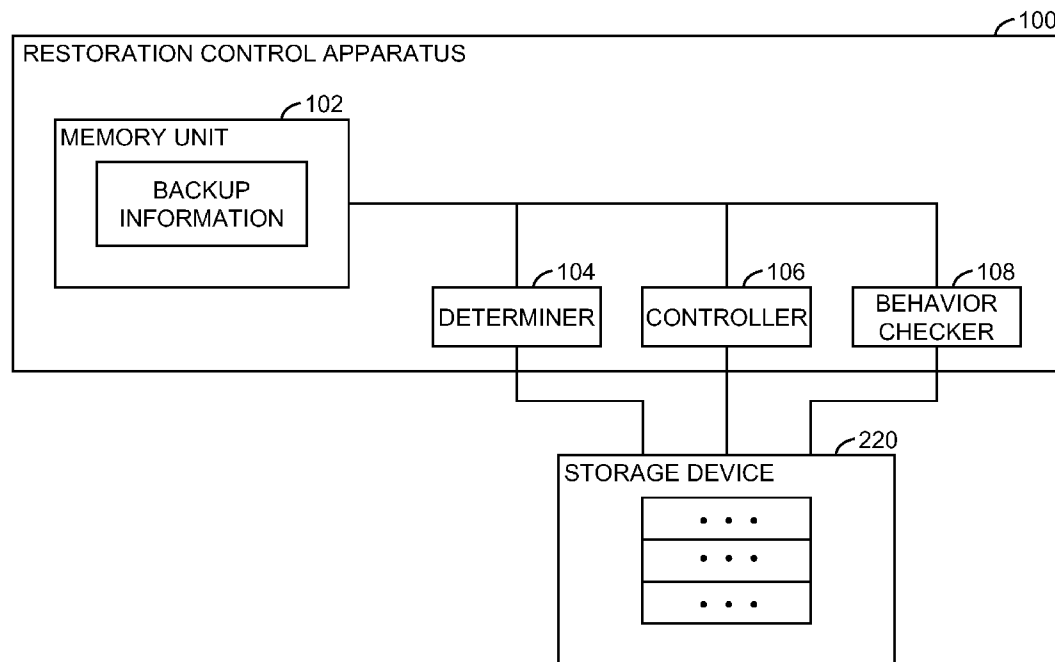 100
RESTORATION CONTROL APPARATUS
102
MEMORY UNIT
BACKUP
INFORMATION
104
106
108
DETERMINER
CONTROLLER
BEHAVIOR
CHECKER
220
STORAGE DEVICE
• • •
• • •
• • •